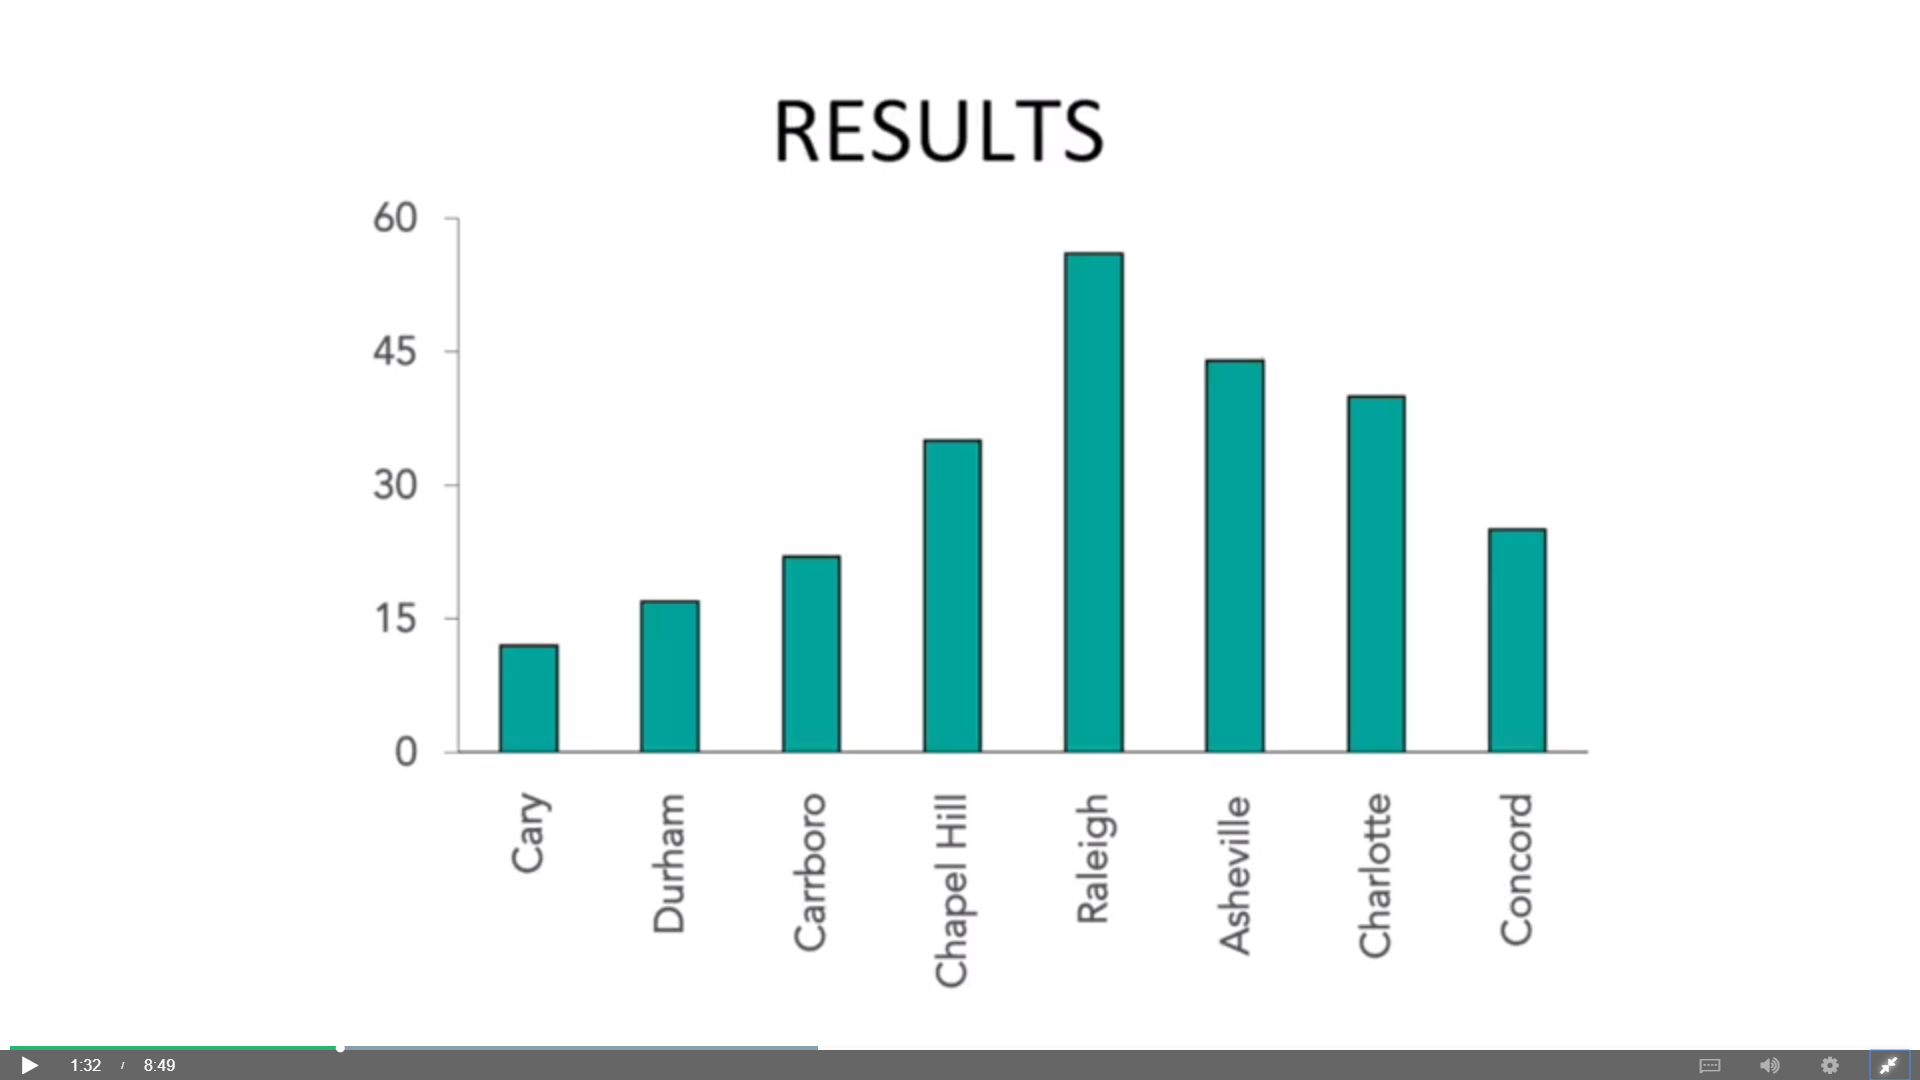 RESULTS
60
45
30
15
0
Cary
Durham
Carrboro
Chapel Hill
Raleigh
Asheville
Charlotte
Concord
1:32 / 8:49